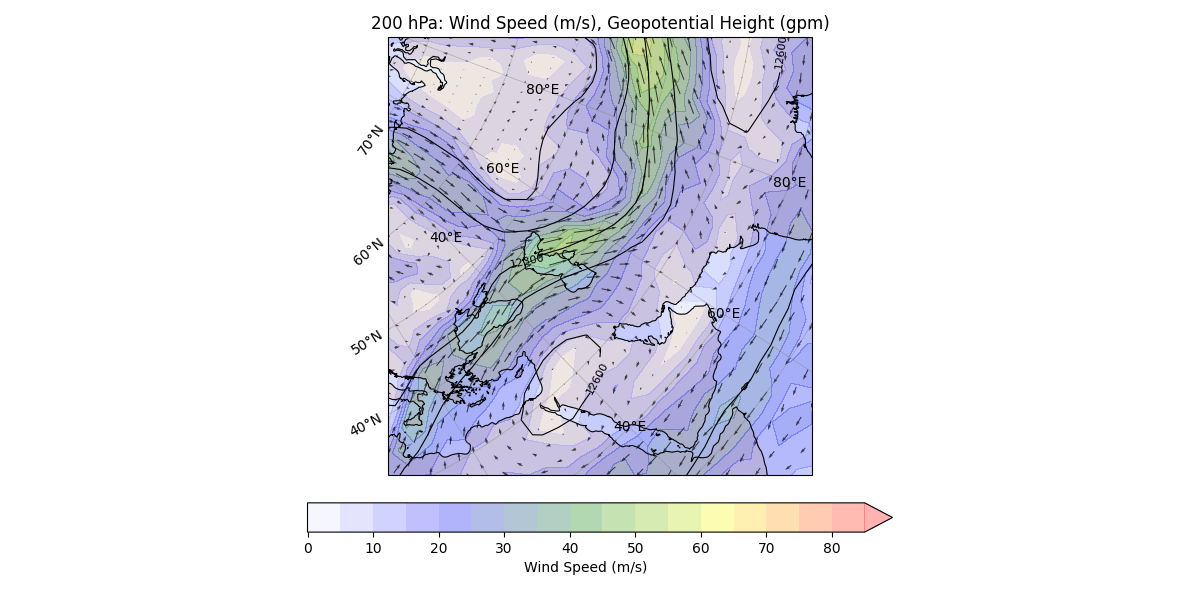 200 hPa: Wind Speed (m/s), Geopotential Height (gpm)
12600
80°E
70°N
60°E
80°E
40°E
60°N
12800
60°E
50°N
12600
40°N
40°E
0 10 20 30 40 50 60 70 80
Wind Speed (m/s)